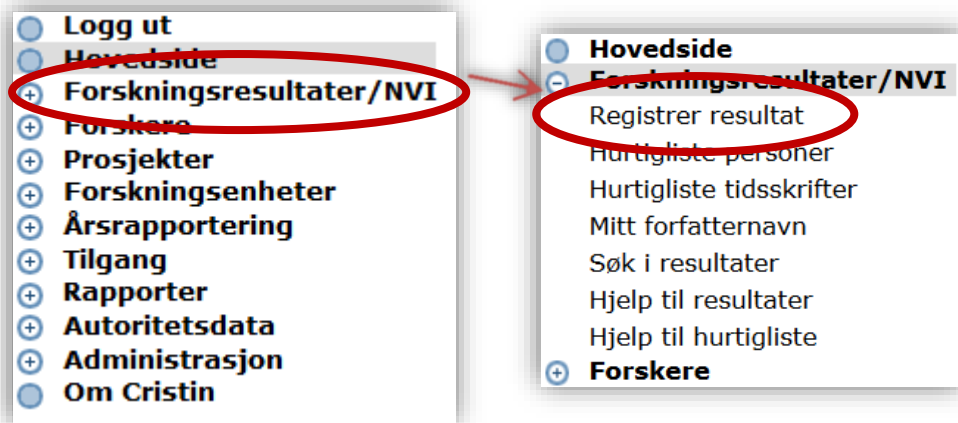 Logg ut
Hovedside
Forskningsresultater/NVI
Forskere
Prosjekter
Forskningsenheter
Årsrapportering
Tilgang
Rapporter
Autoritetsdata
Administrasjon
Om Cristin
Hovedside
Forskningsresultater/NVI
Registrer resultat
Hurtigliste personer
Hurtigliste tidsskrifter
Mitt forfatternavn
Søk i resultater
Hjelp til resultater
Hjelp til hurtigliste
Forskere